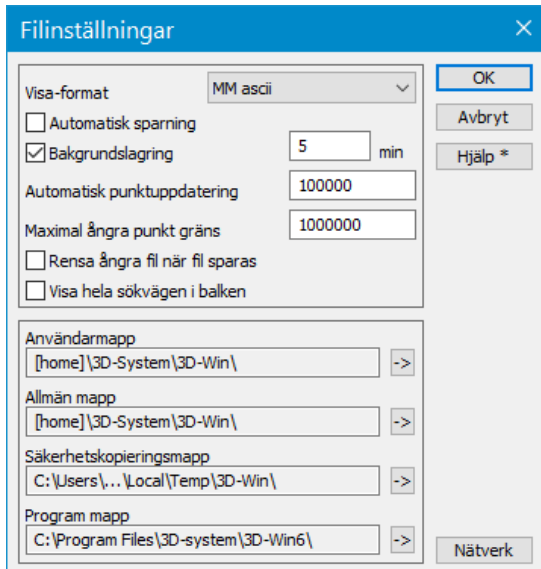 Filinställningar
Visa-format MM ascii
OK
Automatisk sparning
Avbryt
Bakgrundslagring 5 min
Hjälp *
Automatisk punktuppdatering 100000
Maximal ångra punkt gräns 1000000
Rensa ångra fil när fil sparas
Visa hela sökvägen i balken
Användarmapp
[home]\3D-System\3D-Win\ ->
Allmän mapp
[home]\3D-System\3D-Win\ ->
Säkerhetskopieringsmapp
C:\Users\...\Local\Temp\3D-Win\ ->
Program mapp
C:\Program Files\3D-system\3D-Win6\ ->
Nätverk